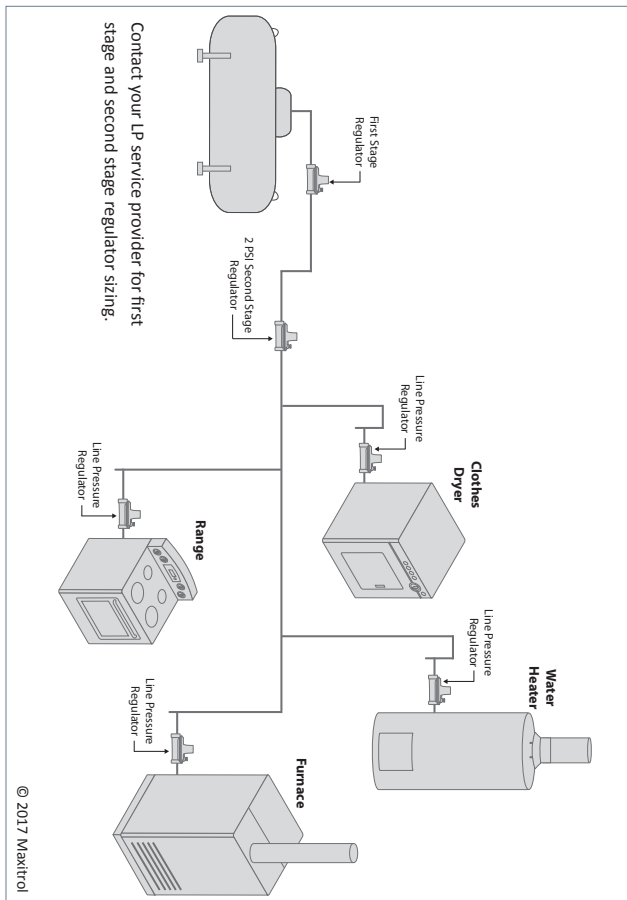 First Stage
Regulator
2 PSI Second Stage
Regulator
Line Pressure
Regulator
Clothes
Dryer
Line Pressure
Regulator
Water
Heater
Line Pressure
Regulator
Range
Line Pressure
Regulator
Furnace
Contact your LP service provider for first
stage and second stage regulator sizing.
© 2017 Maxitrol